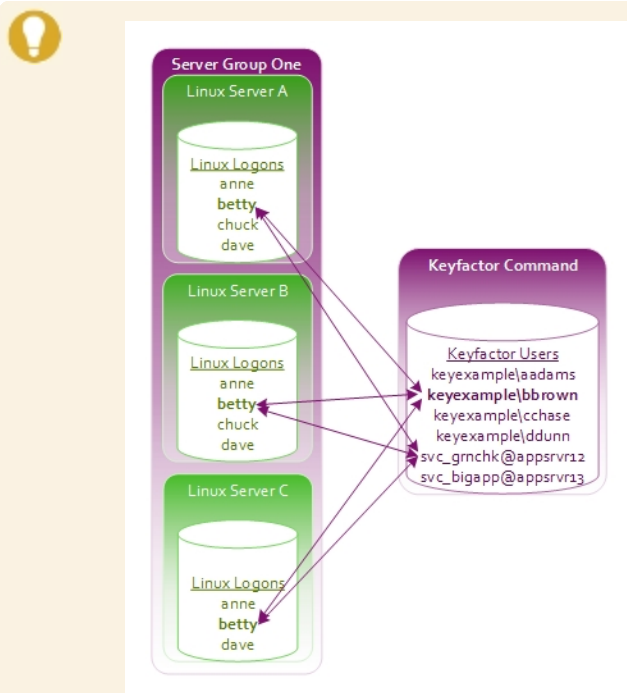 Server Group One
Linux Server A
Linux Logons
anne
betty
chuck
dave
Linux Server B
Linux Logons
anne
betty
chuck
dave
Linux Server C
Linux Logons
anne
betty
dave
Keyfactor Command
Keyfactor Users
keyexample\aadams
keyexample\bbrown
keyexample\cchase
keyexample\ddunn
svc_grnchk@appsrvr12
svc_bigapp@appsrvr13